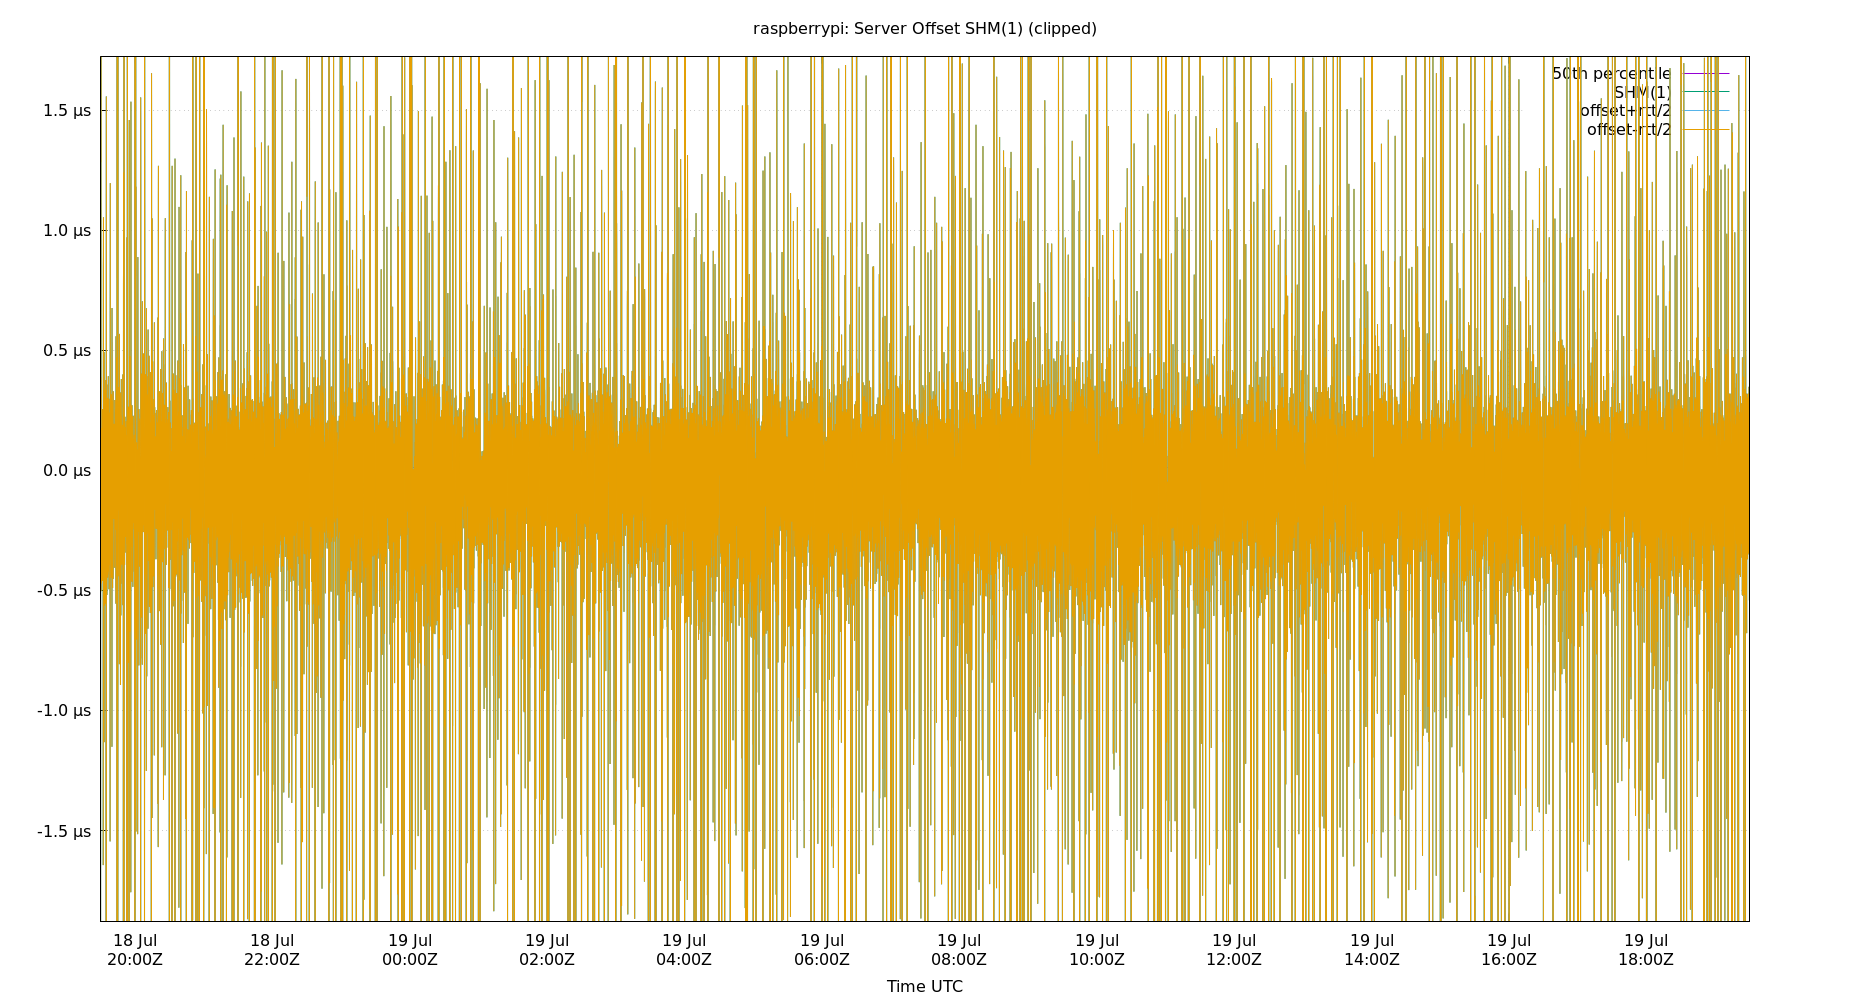 raspberrypi: Server Offset SHM(1) (clipped)
50th percentile
SHM(1)
offset+rtt/2
offset-rtt/2
1.5 µs
1.0 µs
0.5 µs
0.0 µs
-0.5 µs
-1.0 µs
-1.5 µs
18 Jul 18 Jul 19 Jul 19 Jul 19 Jul 19 Jul 19 Jul 19 Jul 19 Jul 19 Jul 19 Jul 19 Jul
20:00Z 22:00Z 00:00Z 02:00Z 04:00Z 06:00Z 08:00Z 10:00Z 12:00Z 14:00Z 16:00Z 18:00Z
Time UTC